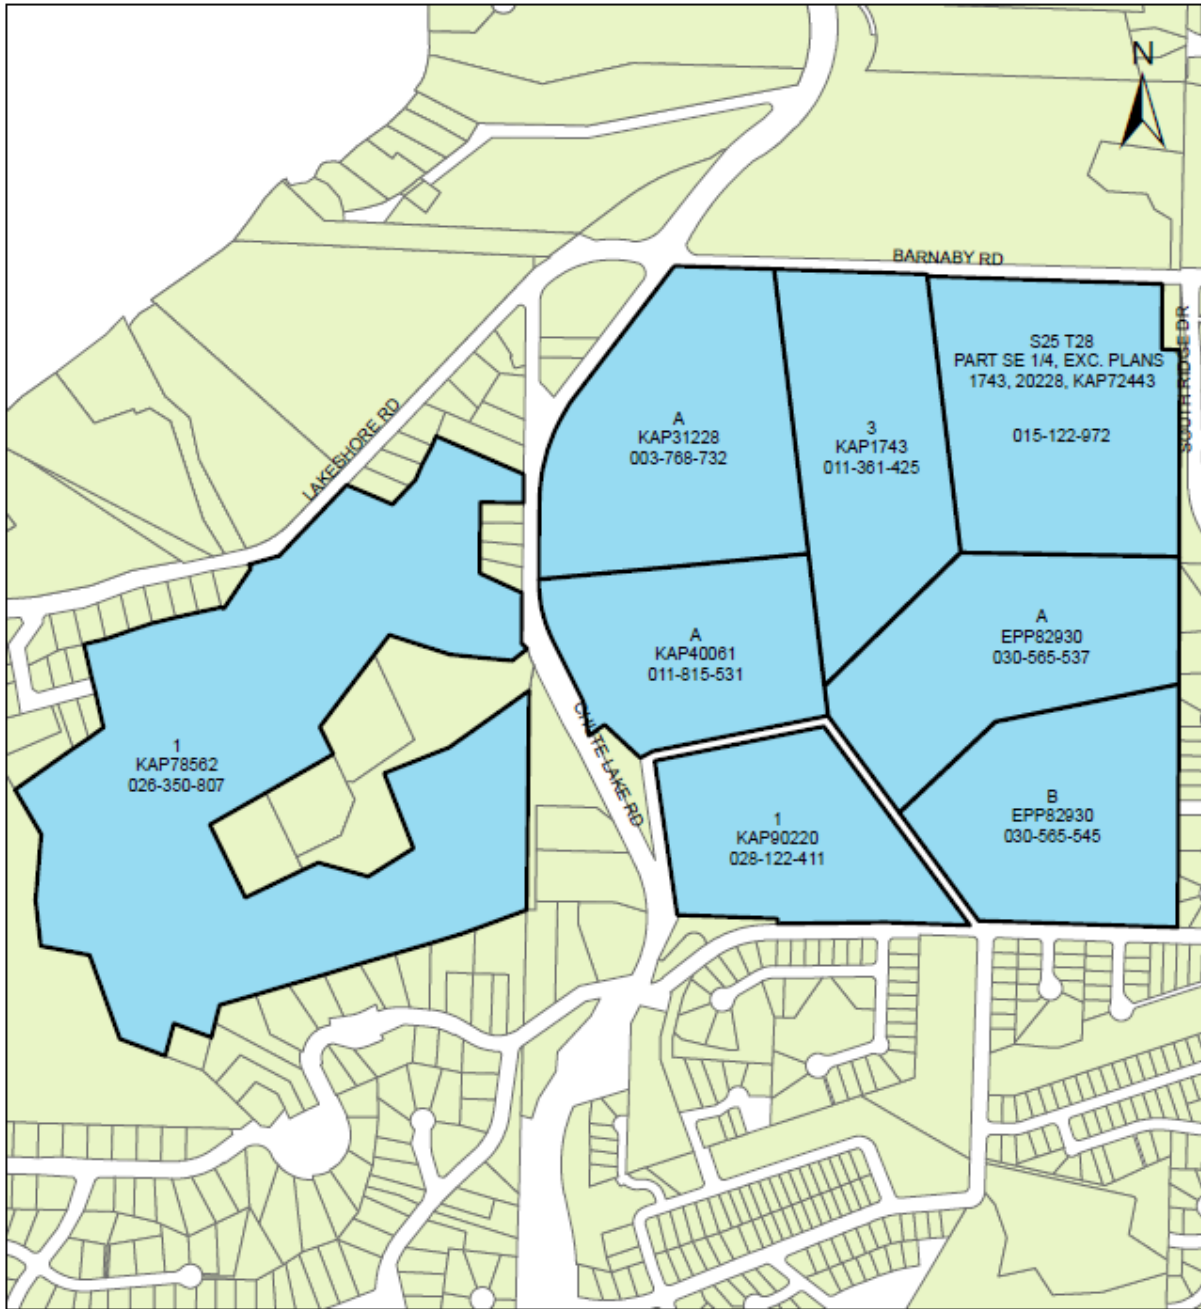 N
BARNABY RD
S25 T28
PART SE 1/4, EXC. PLANS
1743, 20228, KAP72443
015-122-972
SOUTH RIDGE DR
A
KAP31228
003-768-732
3
KAP1743
011-361-425
LAKESHORE RD
A
KAP40061
011-815-531
A
EPP82930
030-565-537
CHUTE LAKE RD
1
KAP78562
026-350-807
1
KAP90220
028-122-411
B
EPP82930
030-565-545